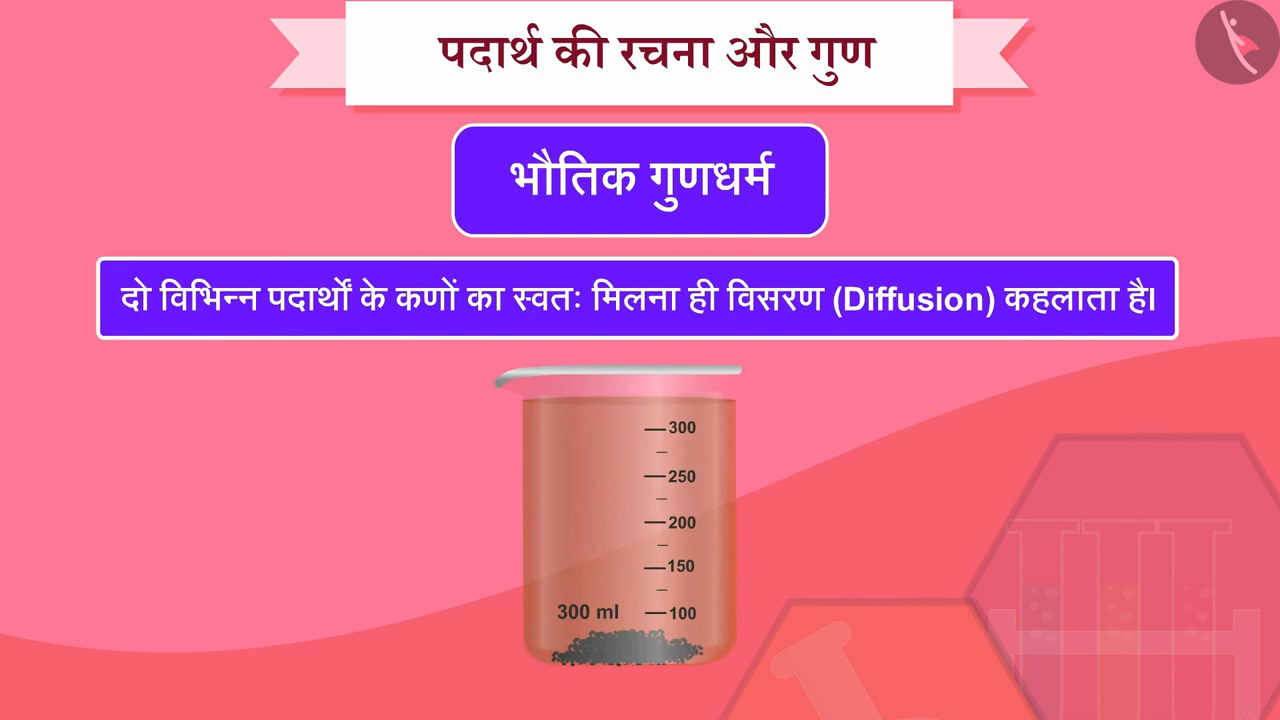 पदार्थ की रचना और गुण
भौतिक गुणधर्म
दो विभिन्न पदार्थों के कणों का स्वतः मिलना ही विसरण (Diffusion) कहलाता है।
300
250
200
150
300 ml 100